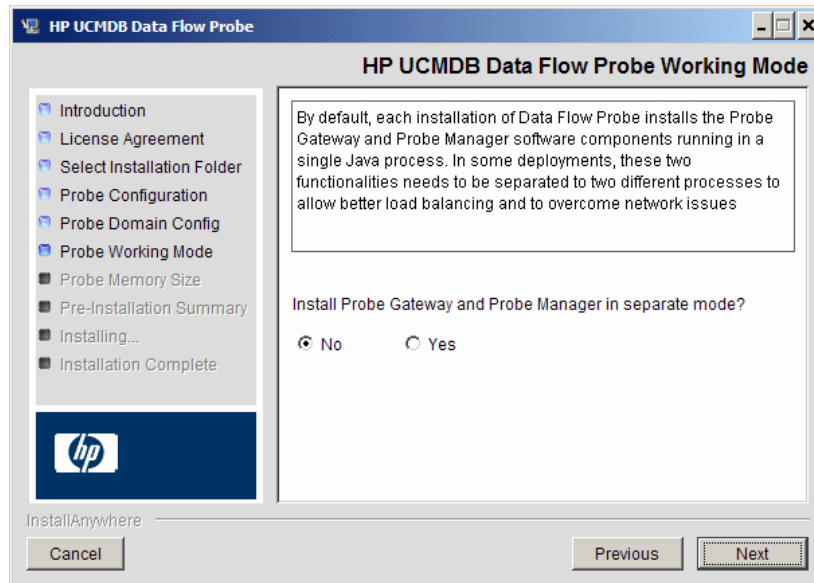 HP UCMDB Data Flow Probe
HP UCMDB Data Flow Probe Working Mode
Introduction
License Agreement
Select Installation Folder
Probe Configuration
Probe Domain Config
Probe Working Mode
Probe Memory Size
Pre-Installation Summary
Installing...
Installation Complete
By default, each installation of Data Flow Probe installs the Probe
Gateway and Probe Manager software components running in a
single Java process. In some deployments, these two
functionalities needs to be separated to two different processes to
allow better load balancing and to overcome network issues
Install Probe Gateway and Probe Manager in separate mode?
No
Yes
hp
InstallAnywhere
Cancel
Previous
Next